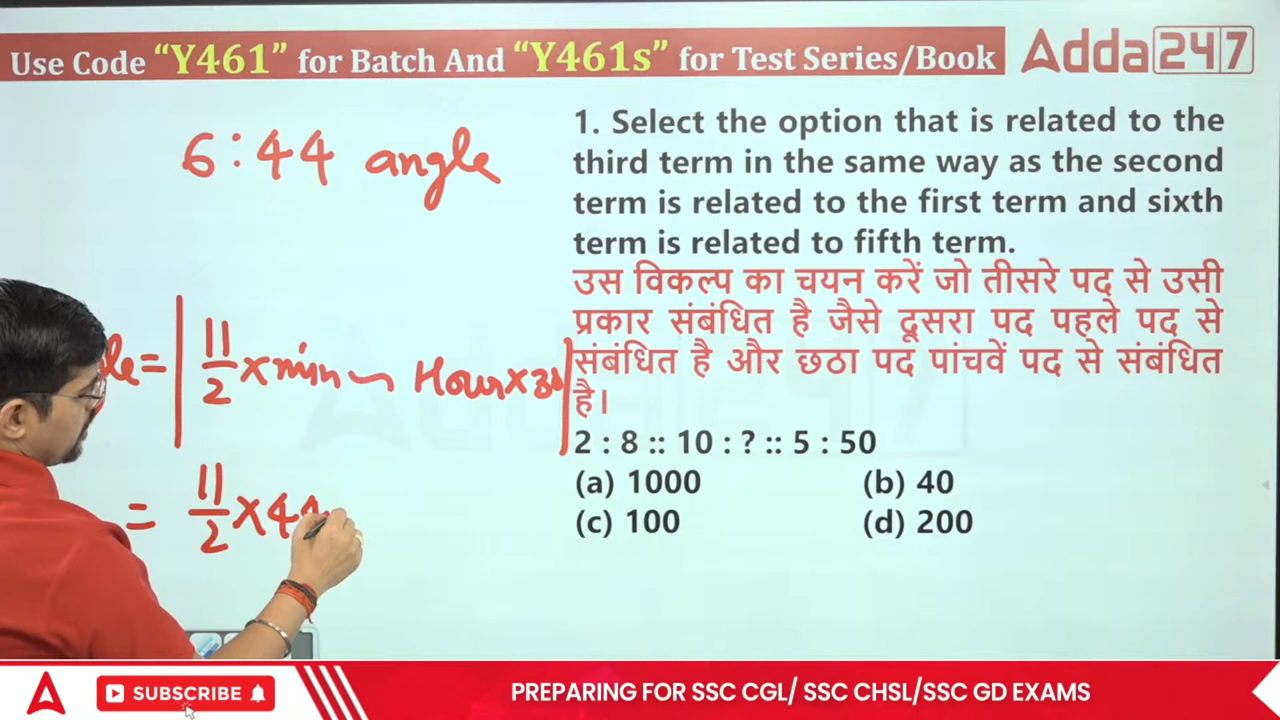 Use Code “Y461” for Batch And “Y461s” for Test Series/Book
Adda247
6:44 angle
11/2 × min ~ Hour×30
= 11/2 × 44
1. Select the option that is related to the
third term in the same way as the second
term is related to the first term and sixth
term is related to fifth term.
उस विकल्प का चयन करें जो तीसरे पद से उसी
प्रकार संबंधित है जैसे दूसरा पद पहले पद से
संबंधित है और छठा पद पांचवें पद से संबंधित
है।
2 : 8 :: 10 : ? :: 5 : 50
(a) 1000 (b) 40
(c) 100 (d) 200
SUBSCRIBE
PREPARING FOR SSC CGL/ SSC CHSL/SSC GD EXAMS